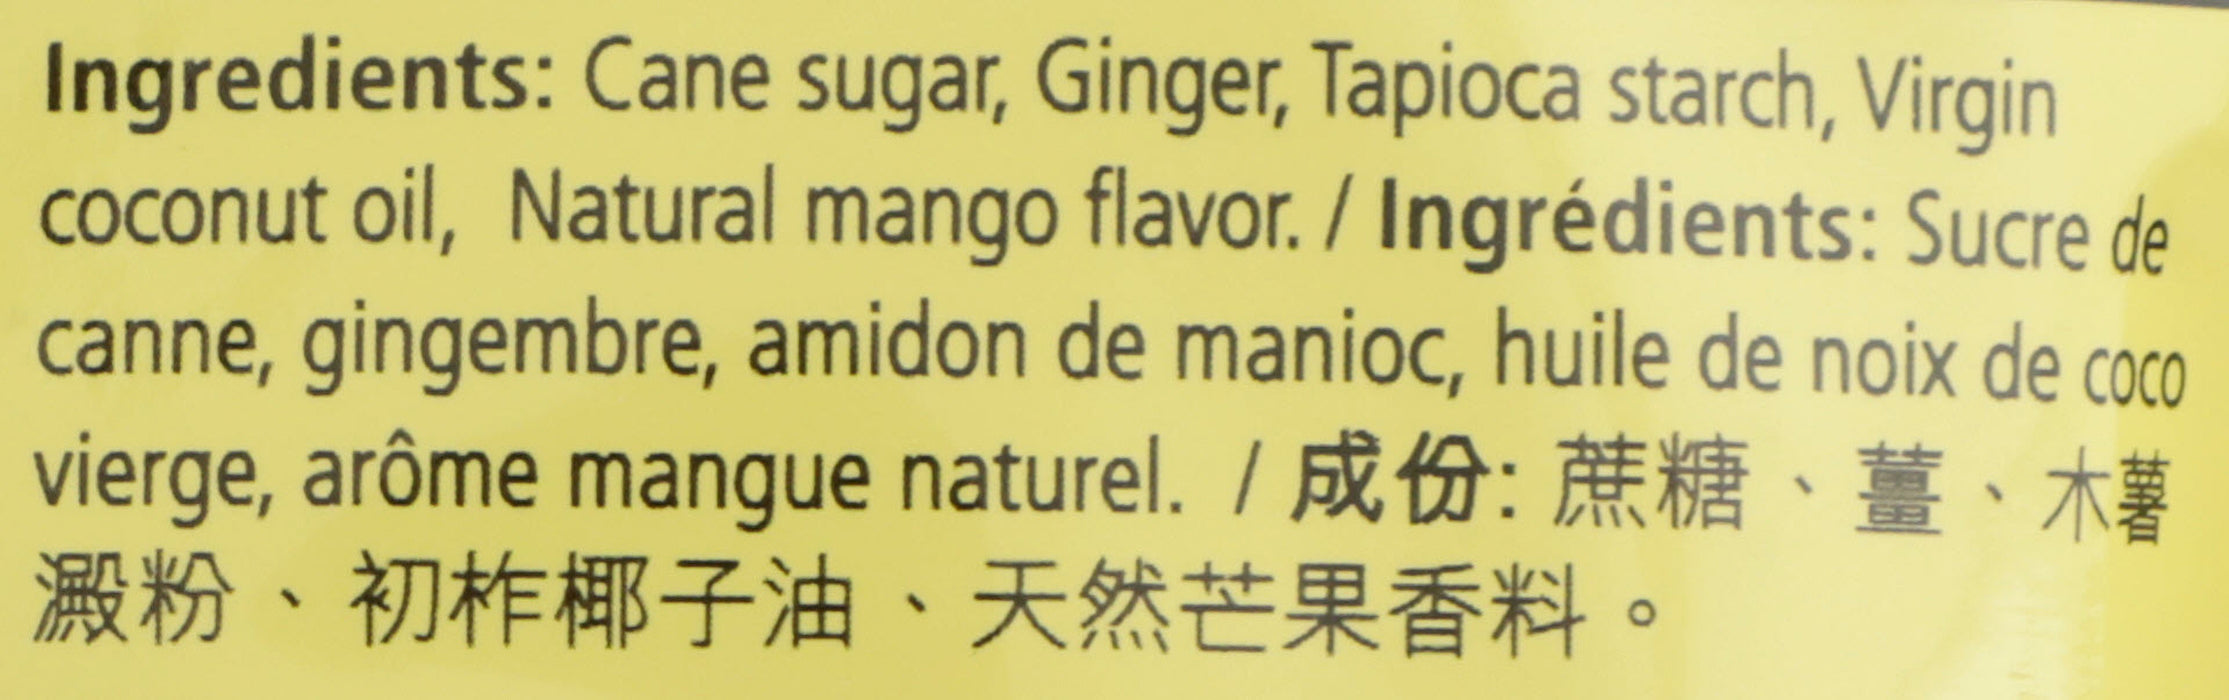 Ingredients: Cane sugar, Ginger, Tapioca starch, Virgin
coconut oil, Natural mango flavor. / Ingrédients: Sucre de
canne, gingembre, amidon de manioc, huile de noix de coco
vierge, arôme mangue naturel. / 成份: 蔗糖、薑、木薯
澱粉、初柞椰子油、天然芒果香料。